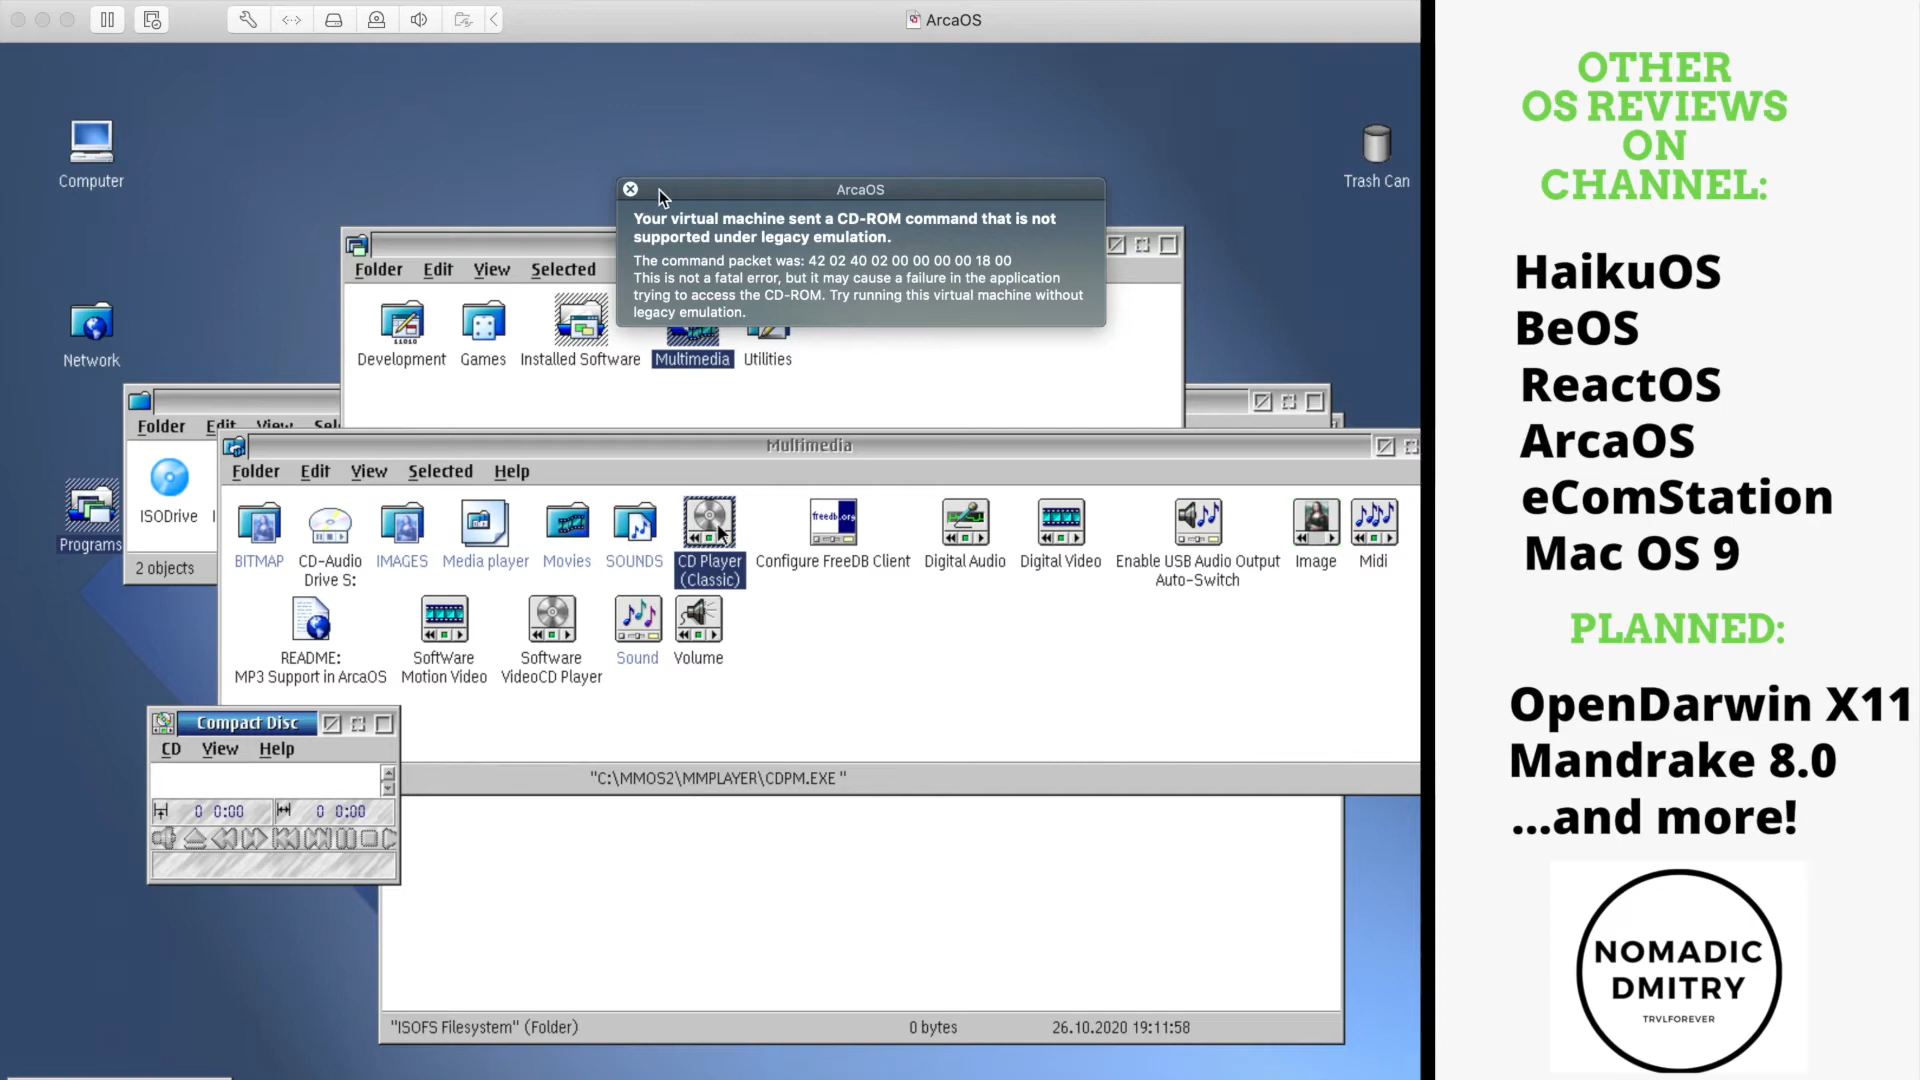 ArcaOS
Computer
Trash Can
ArcaOS
Your virtual machine sent a CD-ROM command that is not
supported under legacy emulation.
The command packet was: 42 02 40 02 00 00 00 00 18 00
This is not a fatal error, but it may cause a failure in the application
trying to access the CD-ROM. Try running this virtual machine without
legacy emulation.
Folder Edit View Selected
Network
Development Games Installed Software Multimedia Utilities
Folder Edit View Sel
Multimedia
Folder Edit View Selected Help
ISODrive
Programs
2 objects
BITMAP
CD-Audio
Drive S:
IMAGES
Media player
Movies
SOUNDS
CD Player
(Classic)
freedb.org
Configure FreeDB Client
Digital Audio
Digital Video
Enable USB Audio Output
Auto-Switch
Image
Midi
README:
MP3 Support in ArcaOS
SoftWare
Motion Video
Software
VideoCD Player
Sound
Volume
Compact Disc
CD View Help
0 0:00 0 0:00
"C:\MMOS2\MMPLAYER\CDPM.EXE "
"ISOFS Filesystem" (Folder) 0 bytes 26.10.2020 19:11:58
OTHER
OS REVIEWS
ON
CHANNEL:
HaikuOS
BeOS
ReactOS
ArcaOS
eComStation
Mac OS 9
PLANNED:
OpenDarwin X11
Mandrake 8.0
...and more!
NOMADIC
DMITRY
TRVLFOREVER